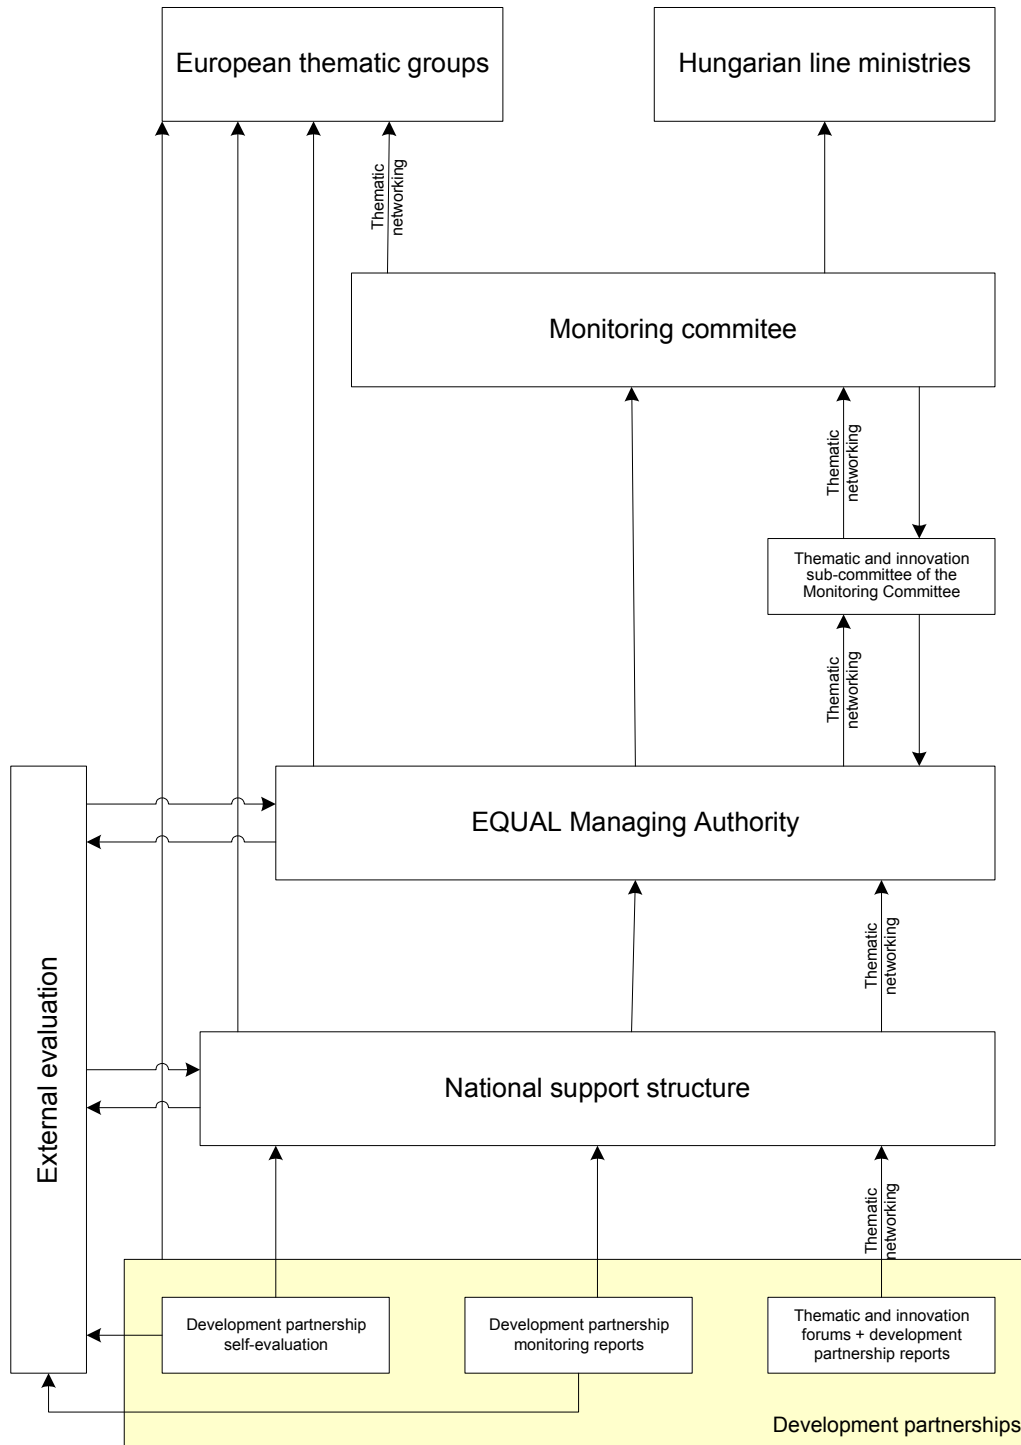 European thematic groups
Hungarian line ministries
Thematic
networking
Monitoring commitee
Thematic
networking
Thematic and innovation
sub-committee of the
Monitoring Committee
Thematic
networking
EQUAL Managing Authority
Thematic
networking
External evaluation
National support structure
Thematic
networking
Development partnership
self-evaluation
Development partnership
monitoring reports
Thematic and innovation
forums + development
partnership reports
Development partnerships